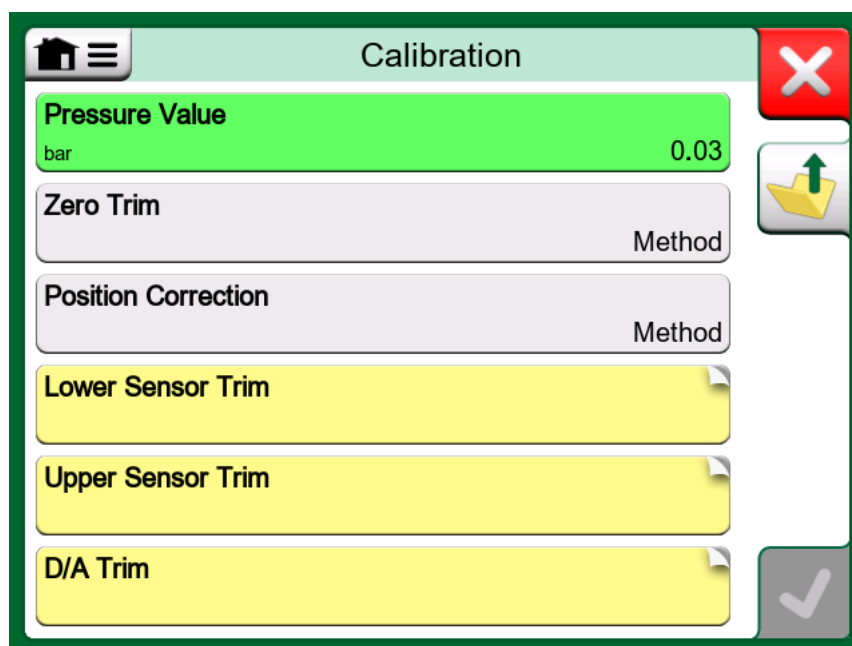 Calibration
Pressure Value
bar 0.03
Zero Trim
Method
Position Correction
Method
Lower Sensor Trim
Upper Sensor Trim
D/A Trim